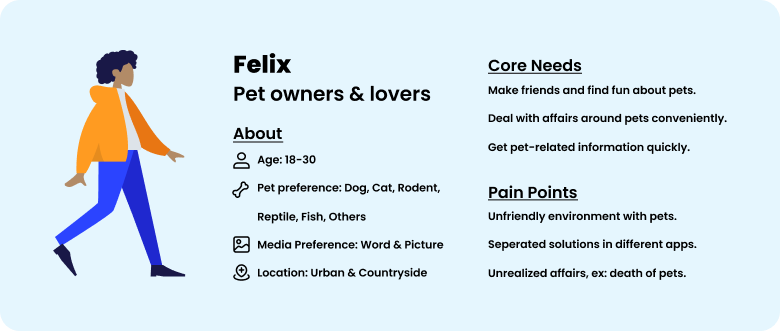 Felix
Pet owners & lovers
About
Age: 18-30
Pet preference: Dog, Cat, Rodent,
Reptile, Fish, Others
Media Preference: Word & Picture
Location: Urban & Countryside
Core Needs
Make friends and find fun about pets.
Deal with affairs around pets conveniently.
Get pet-related information quickly.
Pain Points
Unfriendly environment with pets.
Seperated solutions in different apps.
Unrealized affairs, ex: death of pets.